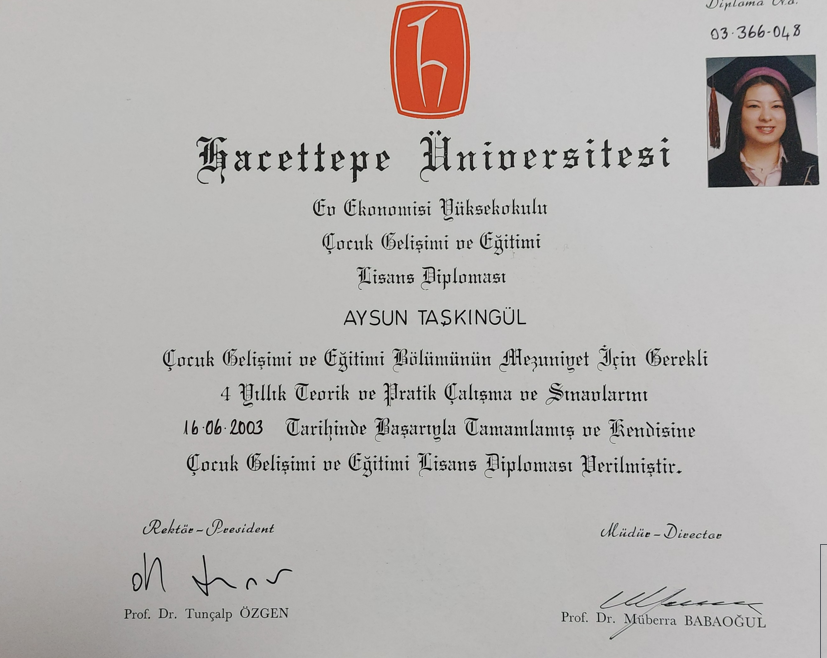 Diploma No.
03-366-048
Hacettepe Üniversitesi
Ev Ekonomisi Yüksekokulu
Çocuk Gelişimi ve Eğitimi
Lisans Diploması
AYSUN TAŞKINGÜL
Çocuk Gelişimi ve Eğitimi Bölümünün Mezuniyet İçin Gerekli
4 Yıllık Teorik ve Pratik Çalışma ve Sınavlarını
16.06.2003 Tarihinde Başarıyla Tamamlamış ve Kendisine
Çocuk Gelişimi ve Eğitimi Lisans Diploması Verilmiştir.
Rektör-President
Müdür-Director
Prof. Dr. Tunçalp ÖZGEN
Prof. Dr. Müberra BABAOĞUL